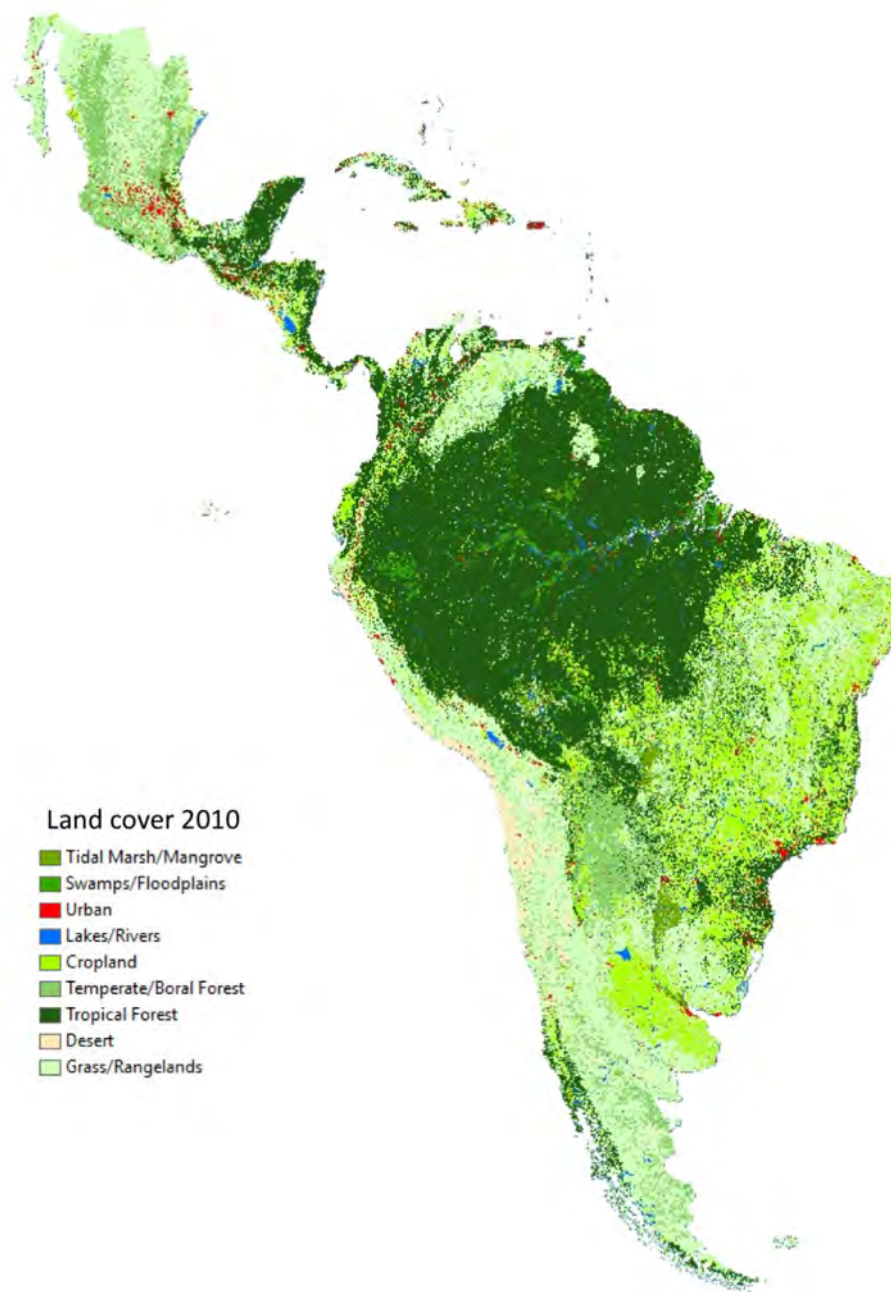 Land cover 2010
Tidal Marsh/Mangrove
Swamps/Floodplains
Urban
Lakes/Rivers
Cropland
Temperate/Boral Forest
Tropical Forest
Desert
Grass/Rangelands